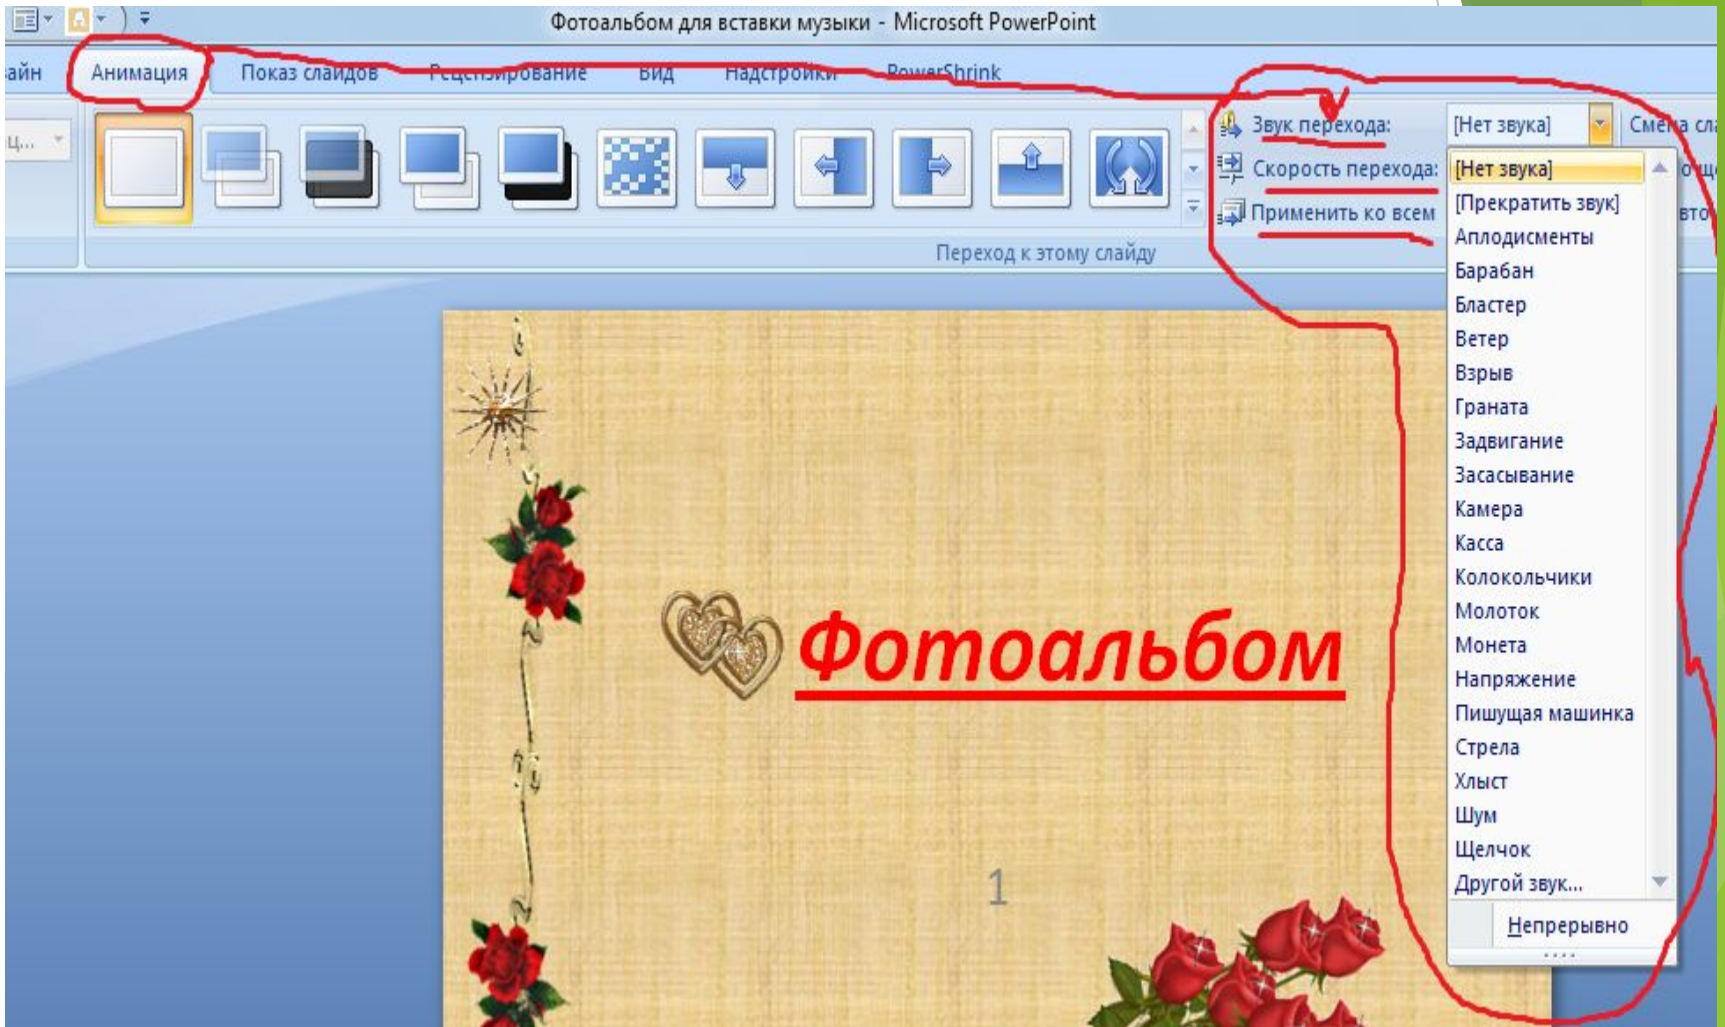 Фотоальбом для вставки музыки - Microsoft PowerPoint
айн Анимация Показ слайдов Рецензирование Вид Надстройки PowerShrink
Звук перехода: [Нет звука] Смена сла
Скорость перехода:
Применить ко всем
Переход к этому слайду
[Нет звука]
[Прекратить звук]
Аплодисменты
Барабан
Бластер
Ветер
Взрыв
Граната
Задвигание
Засасывание
Камера
Касса
Колокольчики
Молоток
Монета
Напряжение
Пишущая машинка
Стрела
Хлыст
Шум
Щелчок
Другой звук...
Непрерывно
Фотоальбом
1